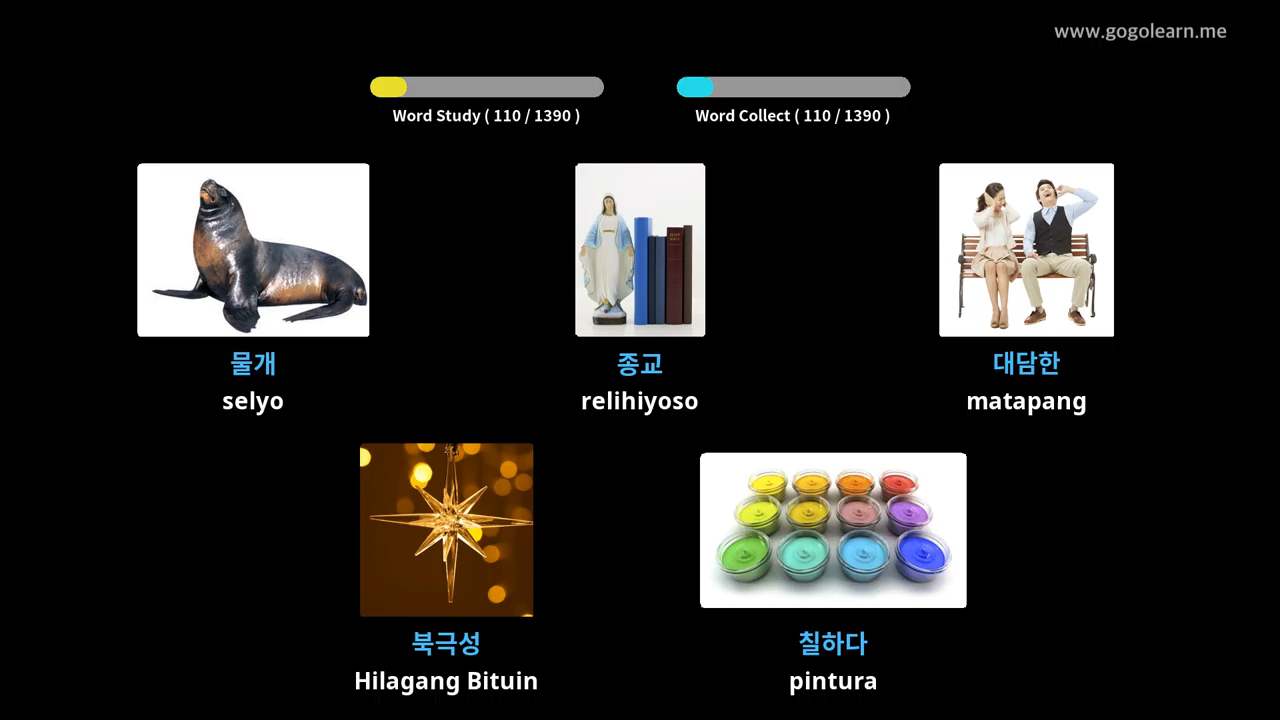 www.gogolearn.me
Word Study ( 110 / 1390 )
Word Collect ( 110 / 1390 )
물개
selyo
종교
relihiyoso
대담한
matapang
북극성
Hilagang Bituin
칠하다
pintura